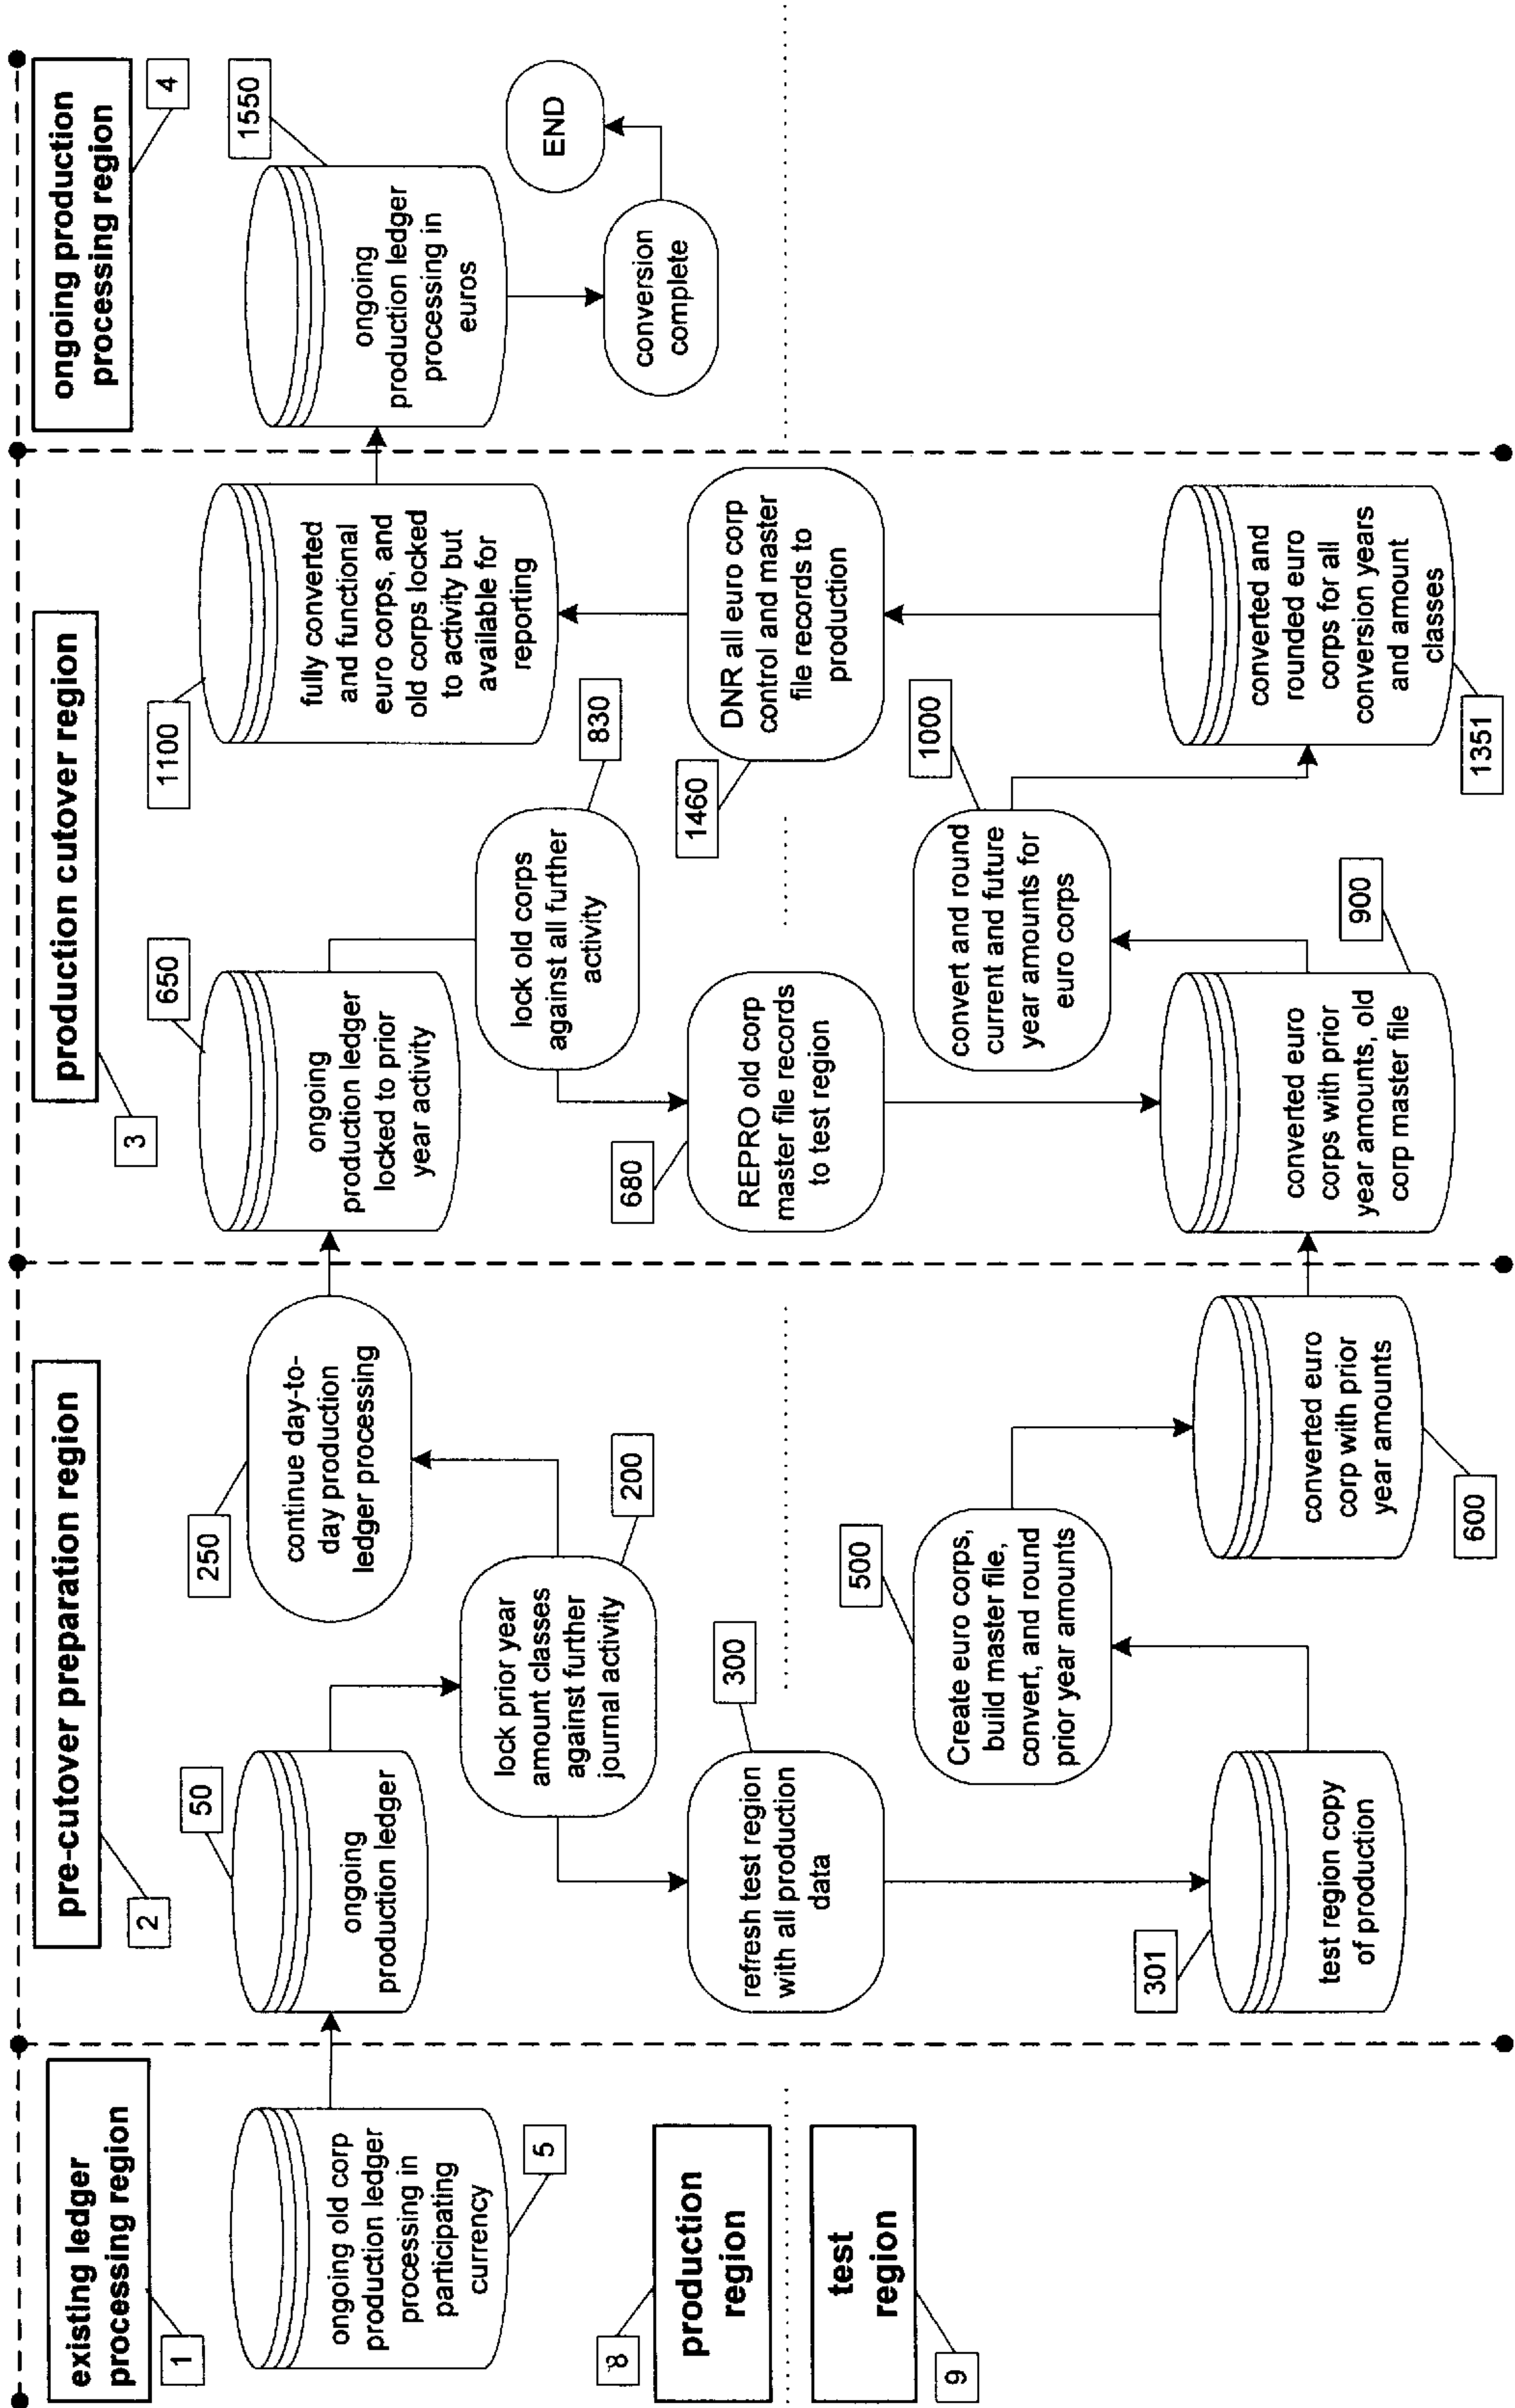 existing ledger
processing region
1
ongoing old corp
production ledger
processing in
participating
currency
5
8
production
region
test
region
9
pre-cutover preparation region
2
50
ongoing
production ledger
lock prior year
amount classes
against further
journal activity
200
250
continue day-to-
day production
ledger processing
300
refresh test region
with all production
data
301
test region copy
of production
500
Create euro corps,
build master file,
convert, and round
prior year amounts
converted euro
corp with prior
year amounts
600
production cutover region
3
650
ongoing
production ledger
locked to prior
year activity
lock old corps
against all further
activity
830
680
REPRO old corp
master file records
to test region
converted euro
corps with prior
year amounts, old
corp master file
900
1000
convert and round
current and future
year amounts for
euro corps
converted and
rounded euro
corps for all
conversion years
and amount
classes
1351
1460
DNR all euro corp
control and master
file records to
production
1100
fully converted
and functional
euro corps, and
old corps locked
to activity but
available for
reporting
ongoing production
processing region
4
1550
ongoing
production ledger
processing in
euros
conversion
complete
END